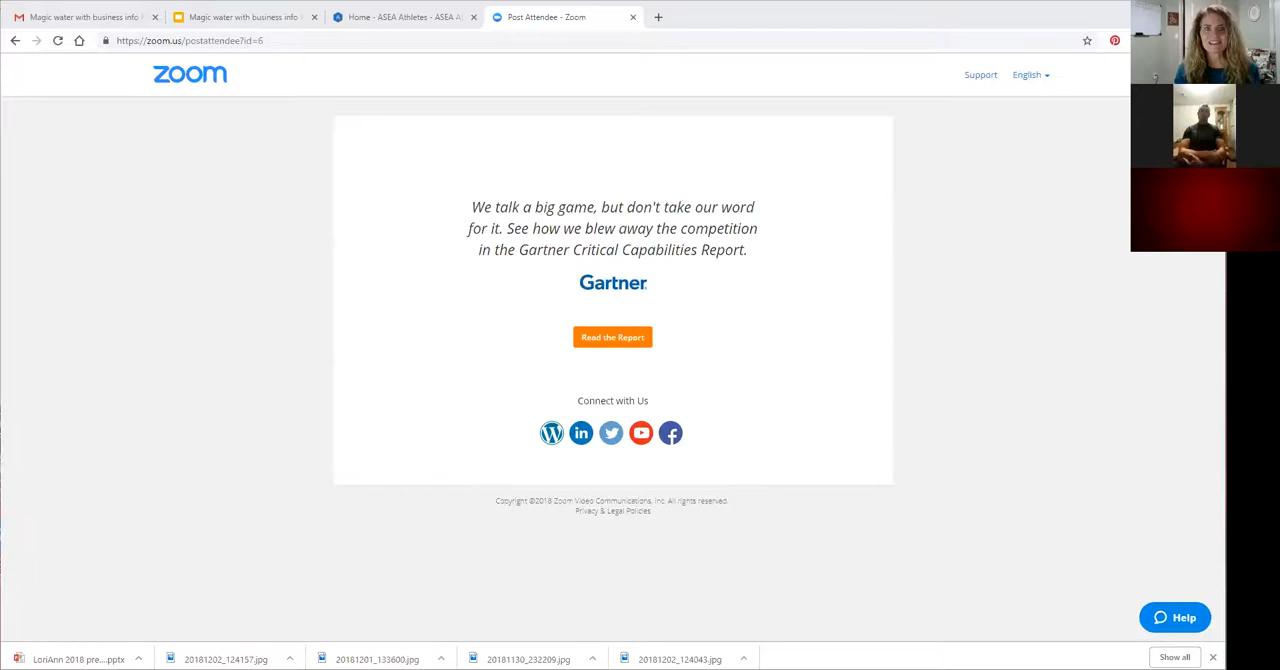 Magic water with business info
Magic water with business info
Home - ASEA Athletes - ASEA A
Post Attendee - Zoom
https://zoom.us/postattendee?id=6
zoom
Support
English
We talk a big game, but don't take our word
for it. See how we blew away the competition
in the Gartner Critical Capabilities Report.
Gartner
Read the Report
Connect with Us
in
Copyright ©2018 Zoom Video Communications, Inc. All rights reserved.
Privacy & Legal Policies
Help
LoriAnn 2018 pre....pptx
20181202_124157.jpg
20181201_133600.jpg
20181130_232209.jpg
20181202_124043.jpg
Show all